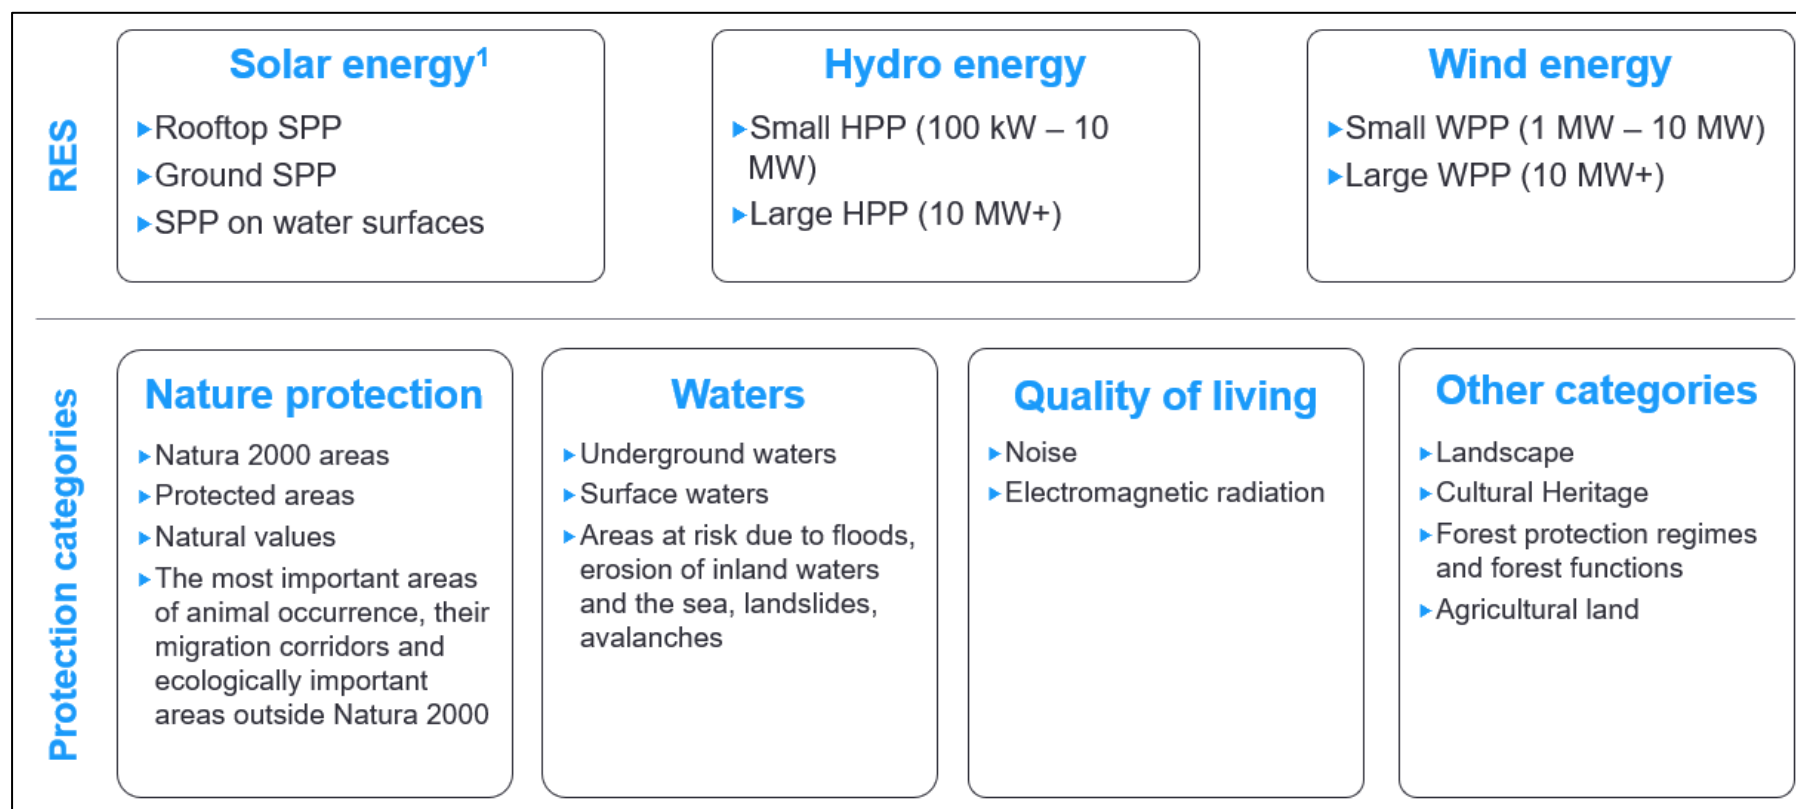 RES
Solar energy¹
▸Rooftop SPP
▸Ground SPP
▸SPP on water surfaces
Hydro energy
▸Small HPP (100 kW – 10
MW)
▸Large HPP (10 MW+)
Wind energy
▸Small WPP (1 MW – 10 MW)
▸Large WPP (10 MW+)
Protection categories
Nature protection
▸Natura 2000 areas
▸Protected areas
▸Natural values
▸The most important areas
of animal occurrence, their
migration corridors and
ecologically important
areas outside Natura 2000
Waters
▸Underground waters
▸Surface waters
▸Areas at risk due to floods,
erosion of inland waters
and the sea, landslides,
avalanches
Quality of living
▸Noise
▸Electromagnetic radiation
Other categories
▸Landscape
▸Cultural Heritage
▸Forest protection regimes
and forest functions
▸Agricultural land